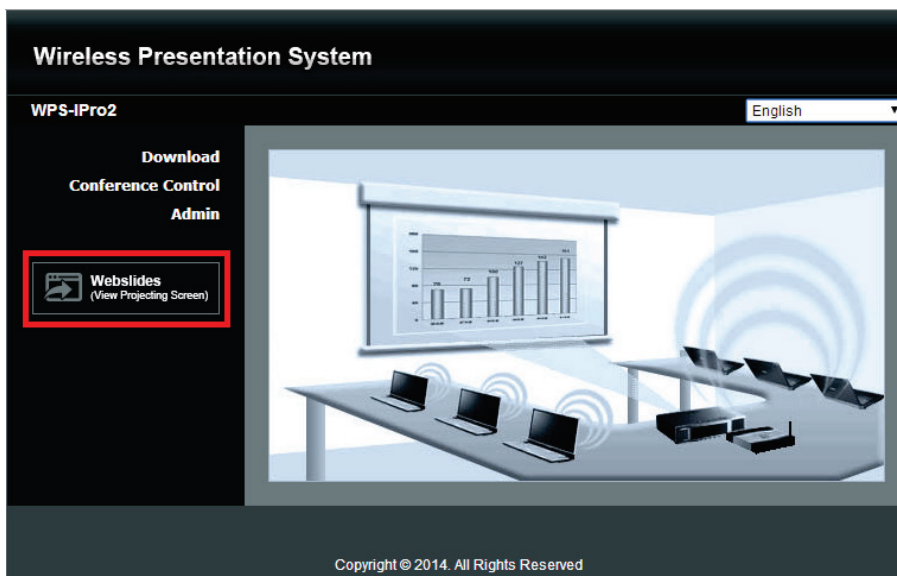 Wireless Presentation System
WPS-IPro2
English
Download
Conference Control
Admin
Webslides
(View Projecting Screen)
Copyright © 2014. All Rights Reserved